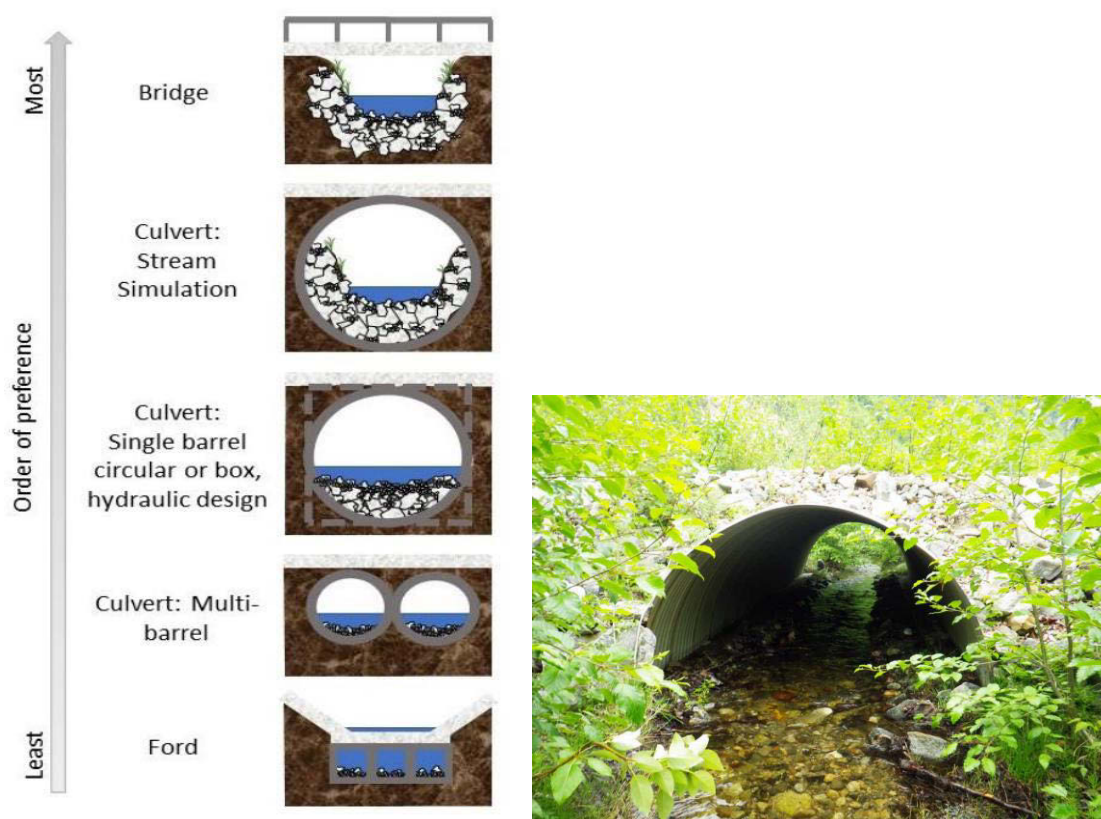 Most
Order of preference
Least
Bridge
Culvert:
Stream
Simulation
Culvert:
Single barrel
circular or box,
hydraulic design
Culvert: Multi-
barrel
Ford